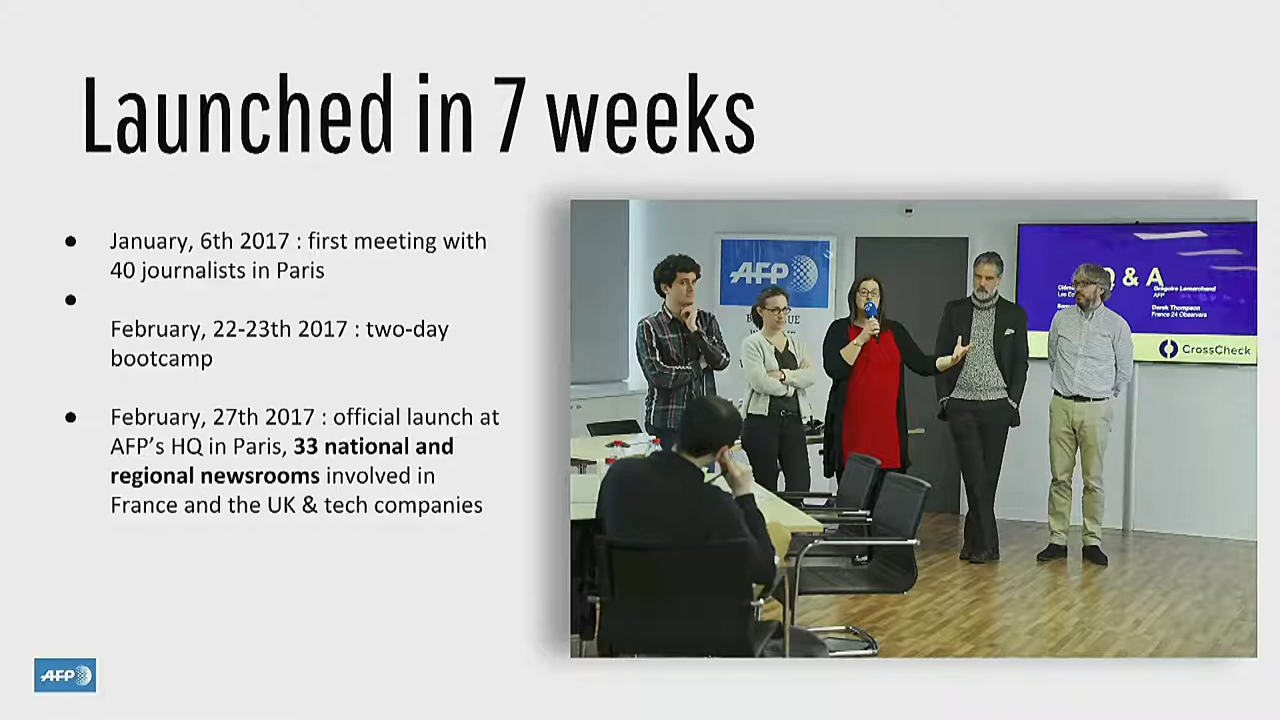 Launched in 7 weeks
● January, 6th 2017 : first meeting with
40 journalists in Paris
●
February, 22-23th 2017 : two-day
bootcamp
● February, 27th 2017 : official launch at
AFP's HQ in Paris, 33 national and
regional newsrooms involved in
France and the UK & tech companies
AFP
Q & A
Grégoire Lemarchand
AFP
Derek Thompson
France 24 Observers
CrossCheck
AFP